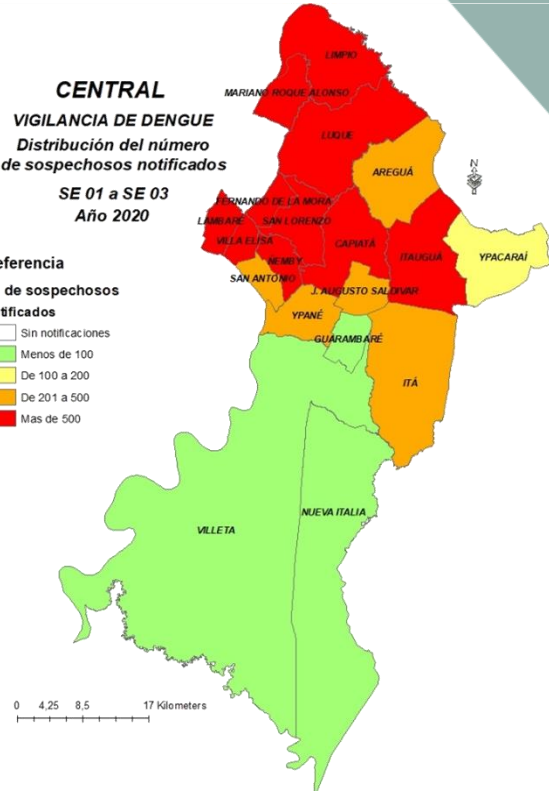 CENTRAL
VIGILANCIA DE DENGUE
Distribución del número
de sospechosos notificados
SE 01 a SE 03
Año 2020
eferencia
de sospechosos
tificados
Sin notificaciones
Menos de 100
De 100 a 200
De 201 a 500
Mas de 500
LIMPIO
MARIANO ROQUE ALONSO
LUQUE
AREGUÁ
N
FERNANDO DE LA MORA
LAMBARÉ
SAN LORENZO
VILLA ELISA
CAPIATÁ
ITAUGUÁ
YPACARAÍ
ÑEMBY
SAN ANTONIO
J. AUGUSTO SALDIVAR
YPANÉ
GUARAMBARÉ
ITÁ
NUEVA ITALIA
VILLETA
0 4,25 8,5 17 Kilometers